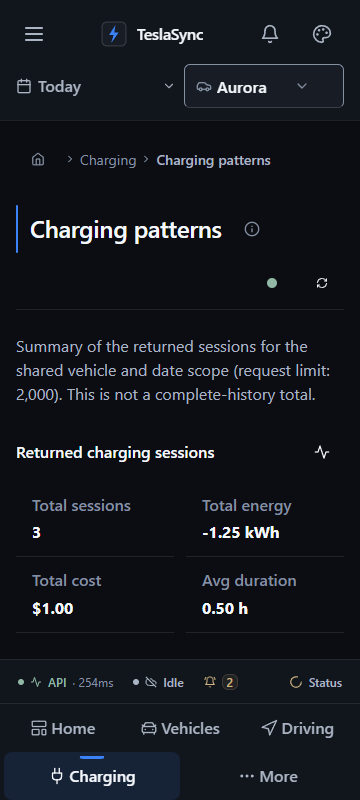 TeslaSync
Today
Aurora
Charging
Charging patterns
Charging patterns
Summary of the returned sessions for the
shared vehicle and date scope (request limit:
2,000). This is not a complete-history total.
Returned charging sessions
Total sessions
3
Total energy
-1.25 kWh
Total cost
$1.00
Avg duration
0.50 h
API · 254ms
Idle
2
Status
Home
Vehicles
Driving
Charging
More